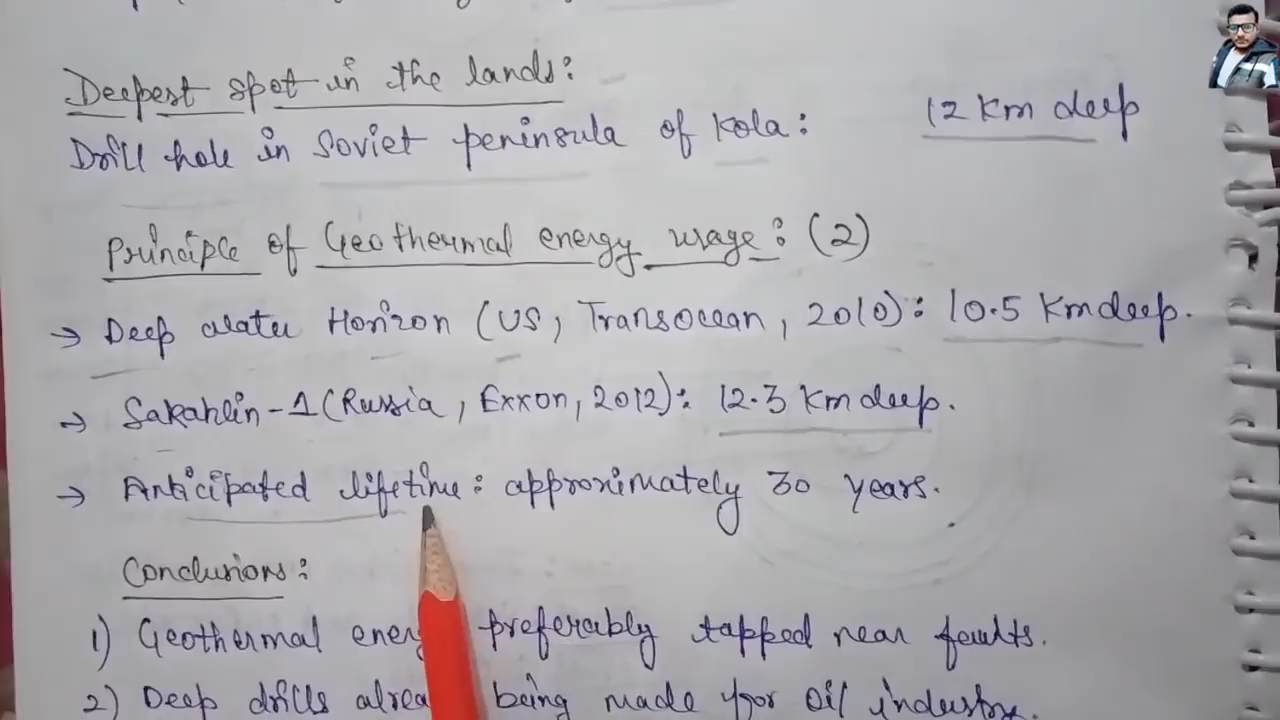 Deepest spot in the lands:
Drill hole in Soviet peninsula of Kola: 12 km deep
Principle of Geothermal energy usage: (2)
→ Deep water Horizon (US, Transocean, 2010): 10.5 Km deep.
→ Sakahlin-1 (Russia, Exxon, 2012): 12.3 Km deep.
→ Anticipated lifetime: approximately 30 years.
Conclusions:
1) Geothermal energ preferably tapped near faults.
2) Deep drills alrea being made for oil industry.